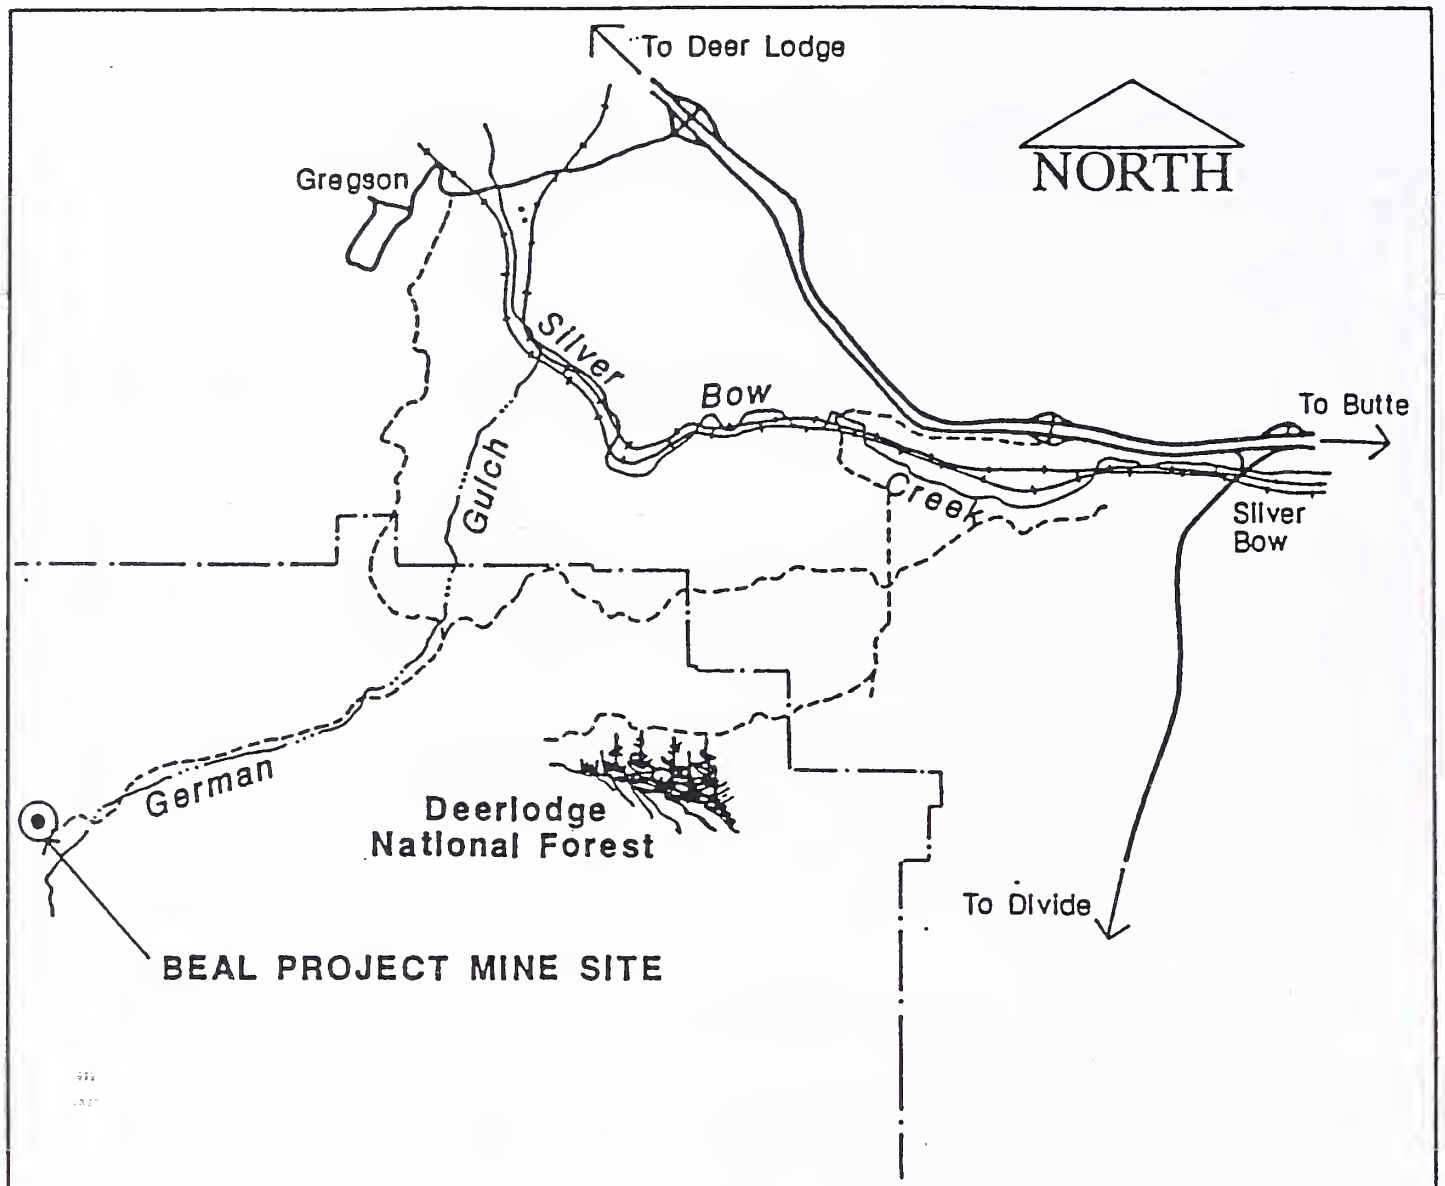 To Deer Lodge
NORTH
Gregson
Silver
Bow
To Butte
Gulch
Creek
Silver
Bow
German
Deerlodge
National Forest
To Divide
BEAL PROJECT MINE SITE